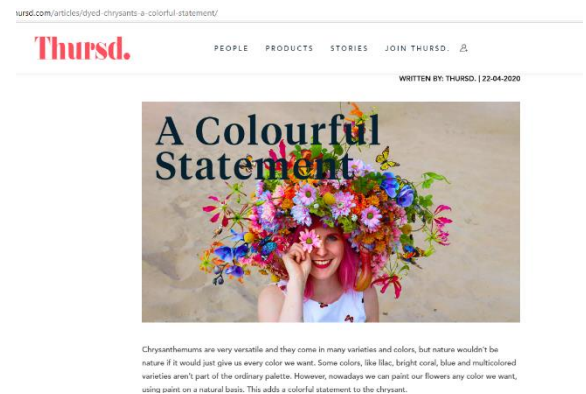 hursd.com/articles/dyed-chrysants-a-colorful-statement/
Thursd.
PEOPLE PRODUCTS STORIES JOIN THURSD.
WRITTEN BY: THURSD. | 22-04-2020
A Colourful
Statement
Chrysanthemums are very versatile and they come in many varieties and colors, but nature wouldn't be
nature if it would just give us every color we want. Some colors, like lilac, bright coral, blue and multicolored
varieties aren't part of the ordinary palette. However, nowadays we can paint our flowers any color we want,
using paint on a natural basis. This adds a colorful statement to the chrysant.